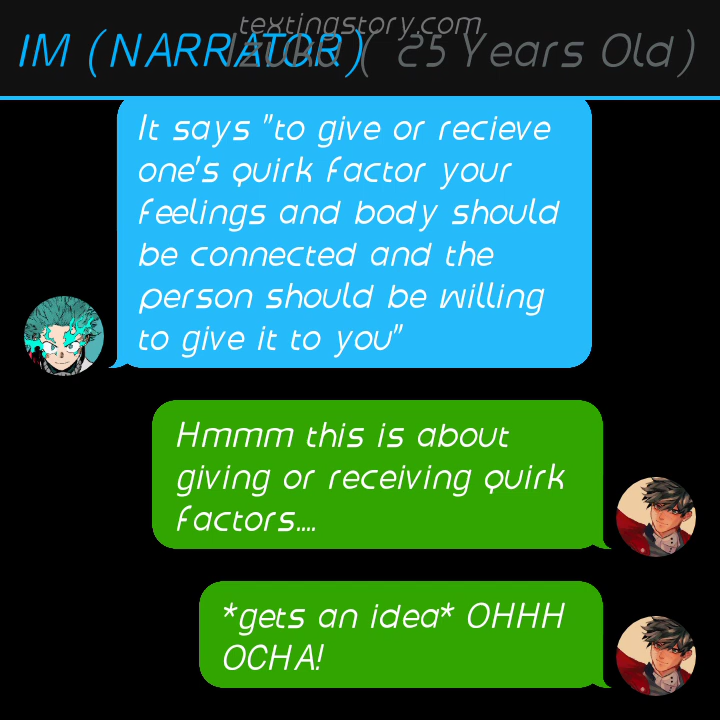 textingstory.com
IM (NARRATOR)
Izuku ( 25 Years Old)
It says "to give or recieve
one's quirk factor your
feelings and body should
be connected and the
person should be willing
to give it to you"
Hmmm this is about
giving or receiving quirk
factors....
*gets an idea* OHHH
OCHA!